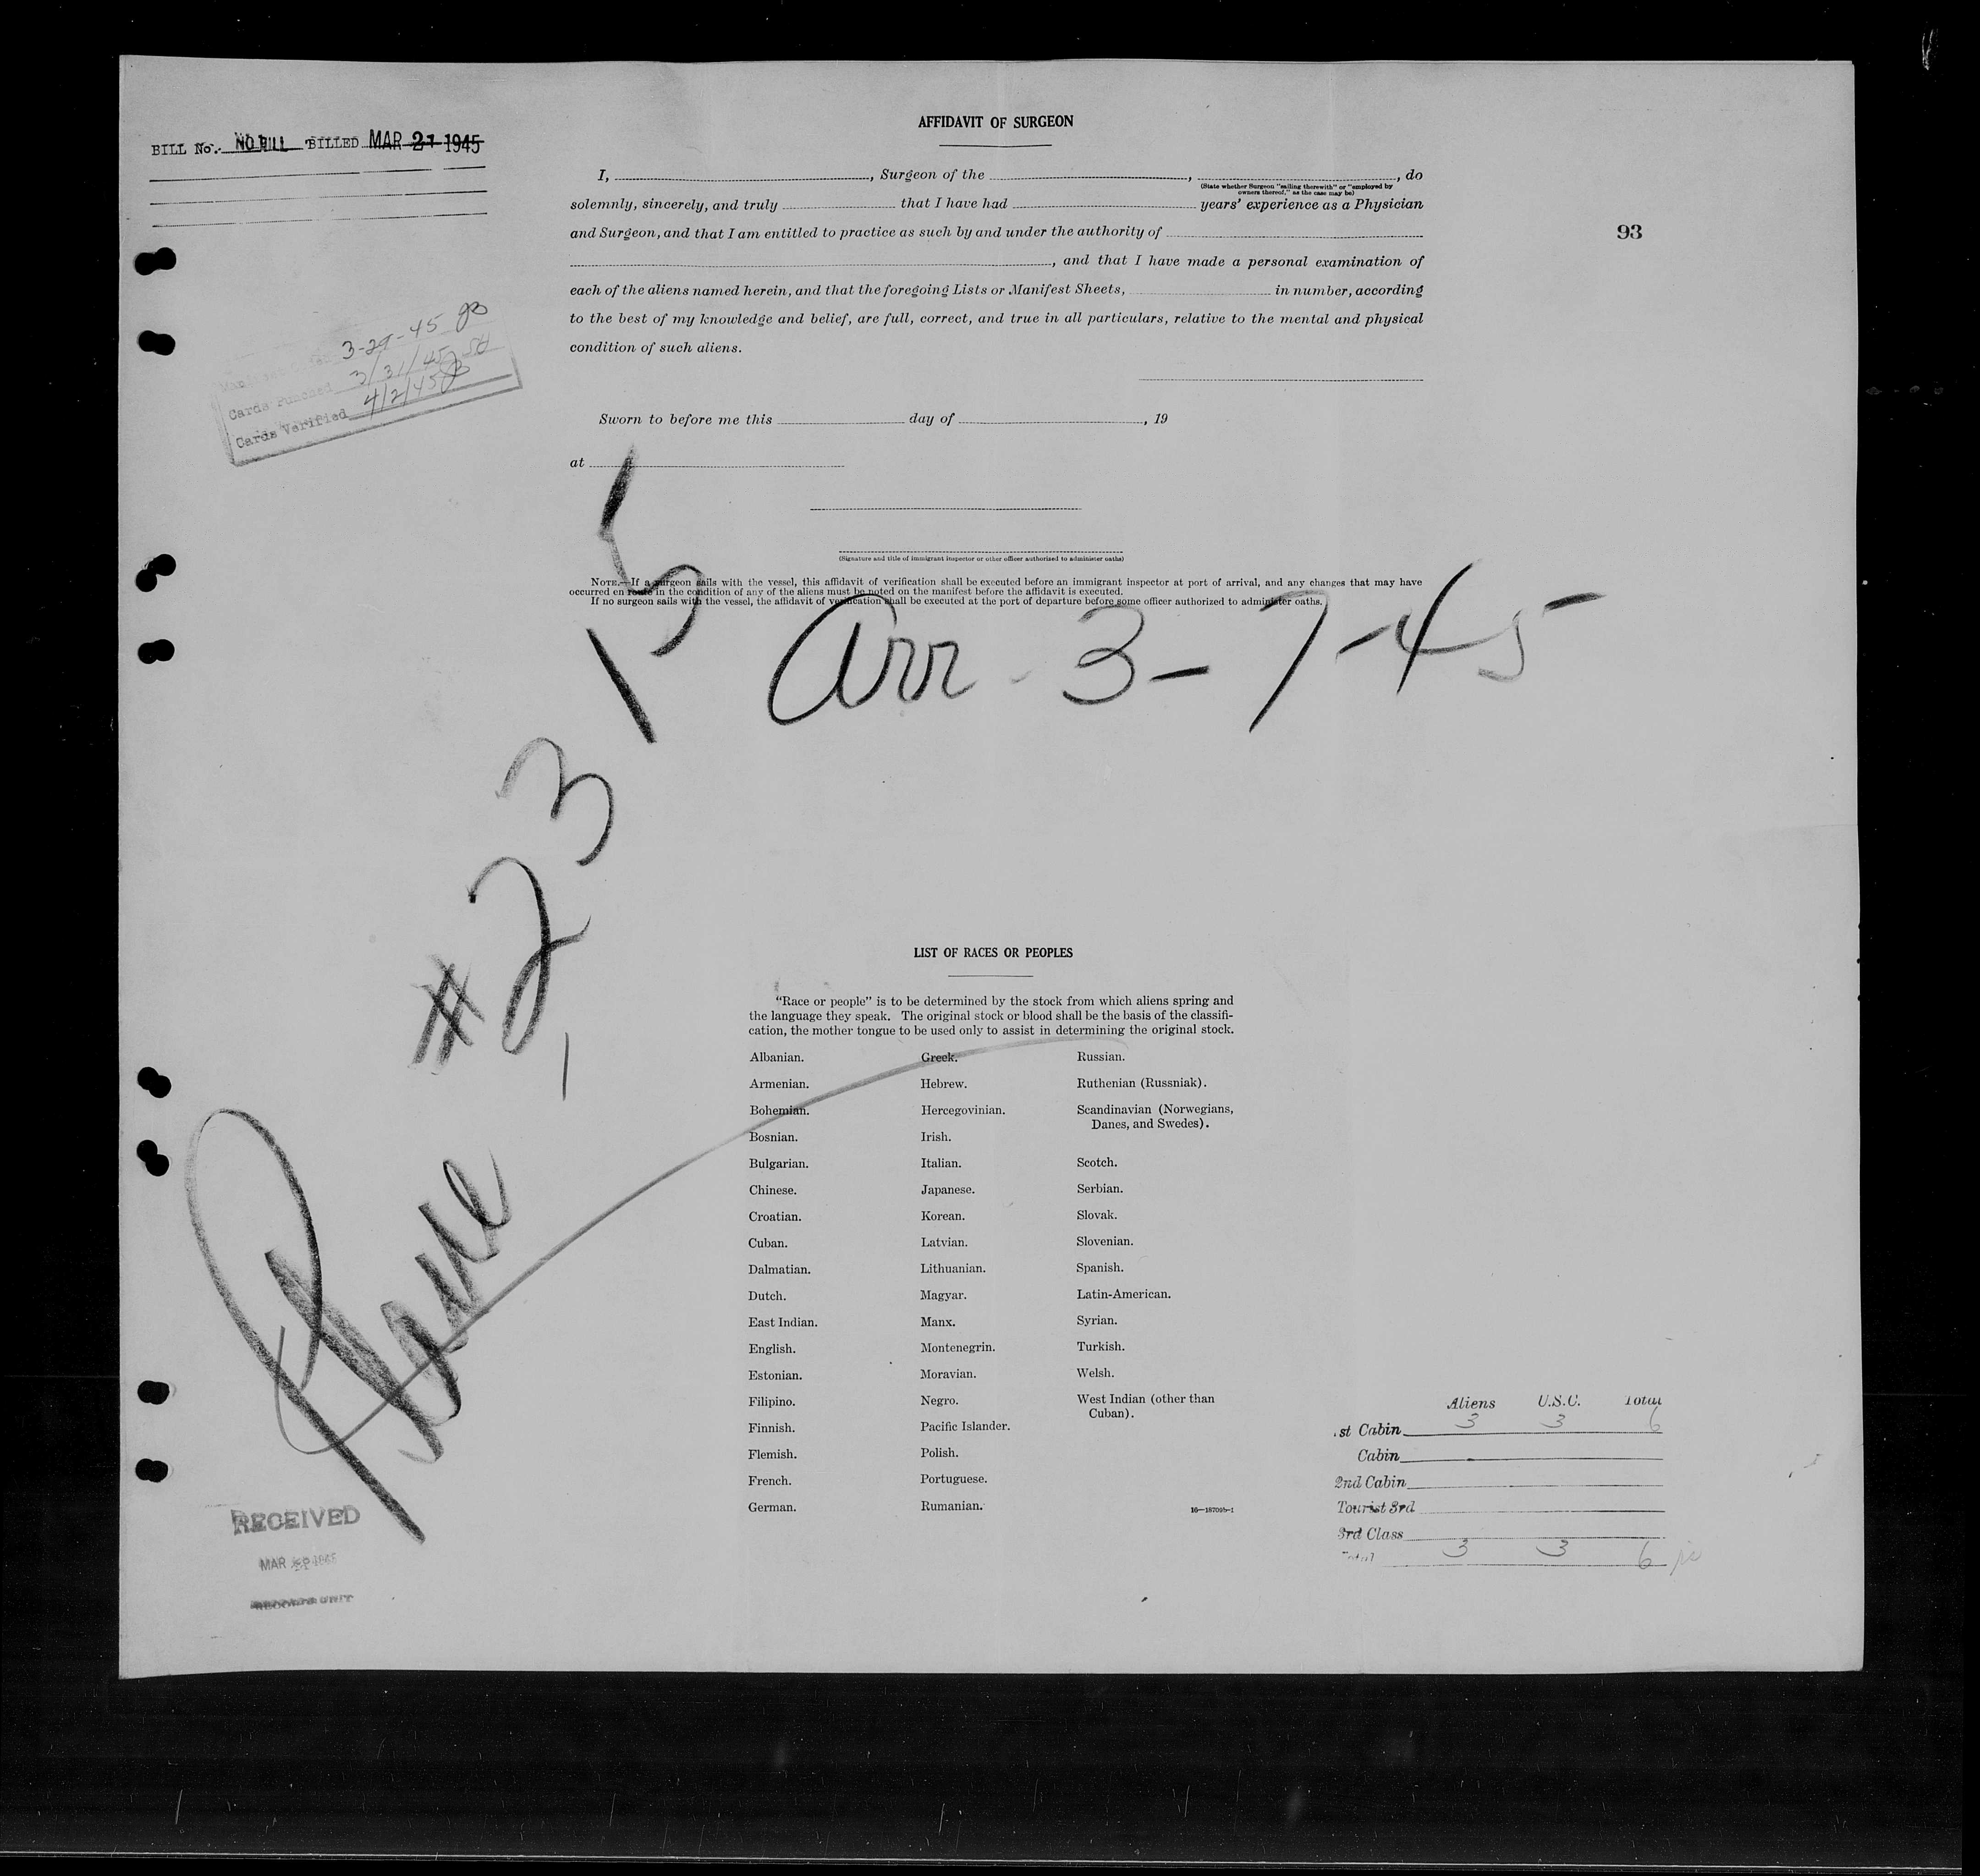 AFFIDAVIT OF SURGEON
BILL No. NO BILL BILLED MAR 21 1945
I, , Surgeon of the , , do
(State whether Surgeon "sailing therewith" or "employed by
owners thereof," as the case may be)
solemnly, sincerely, and truly that I have had years' experience as a Physician
and Surgeon, and that I am entitled to practice as such by and under the authority of
93
, and that I have made a personal examination of
each of the aliens named herein, and that the foregoing Lists or Manifest Sheets, in number, according
to the best of my knowledge and belief, are full, correct, and true in all particulars, relative to the mental and physical
condition of such aliens.
3-29-45
Cards Punched 3/31/45
Cards Verified 4/2/45
Sworn to before me this day of , 19
at
(Signature and title of immigrant inspector or other officer authorized to administer oaths)
NOTE.—If a surgeon sails with the vessel, this affidavit of verification shall be executed before an immigrant inspector at port of arrival, and any changes that may have
occurred en route in the condition of any of the aliens must be noted on the manifest before the affidavit is executed.
If no surgeon sails with the vessel, the affidavit of verification shall be executed at the port of departure before some officer authorized to administer oaths.
Arr - 3-7-45
Plane #2315
LIST OF RACES OR PEOPLES
"Race or people" is to be determined by the stock from which aliens spring and
the language they speak. The original stock or blood shall be the basis of the classifi-
cation, the mother tongue to be used only to assist in determining the original stock.
Albanian. Greek. Russian.
Armenian. Hebrew. Ruthenian (Russniak).
Bohemian. Hercegovinian. Scandinavian (Norwegians,
Danes, and Swedes).
Bosnian. Irish.
Bulgarian. Italian. Scotch.
Chinese. Japanese. Serbian.
Croatian. Korean. Slovak.
Cuban. Latvian. Slovenian.
Dalmatian. Lithuanian. Spanish.
Dutch. Magyar. Latin-American.
East Indian. Manx. Syrian.
English. Montenegrin. Turkish.
Estonian. Moravian. Welsh.
Filipino. Negro. West Indian (other than
Cuban).
Finnish. Pacific Islander.
Flemish. Polish.
French. Portuguese.
German. Rumanian.
Aliens U.S.C. Total
st Cabin 3 3 6
Cabin
2nd Cabin
Tourist 3rd
3rd Class
Total 3 3 6
RECEIVED
MAR 1945
RECORDS UNIT